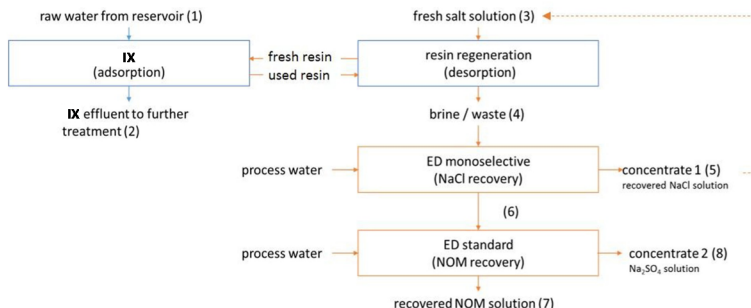 raw water from reservoir (1)
fresh salt solution (3)
IX
(adsorption)
fresh resin
used resin
resin regeneration
(desorption)
IX effluent to further
treatment (2)
brine / waste (4)
process water
ED monoselective
(NaCl recovery)
concentrate 1 (5)
recovered NaCl solution
(6)
process water
ED standard
(NOM recovery)
concentrate 2 (8)
Na₂SO₄ solution
recovered NOM solution (7)